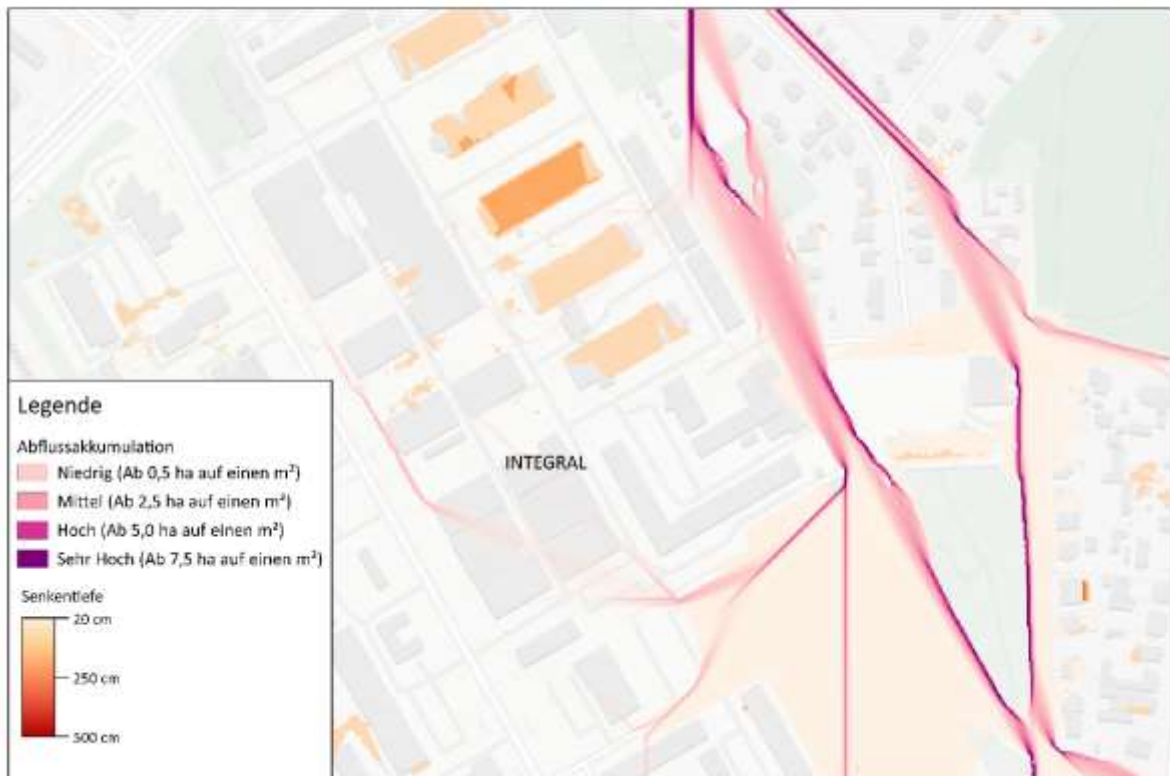 INTEGRAL
Legende
Abflussakkumulation
Niedrig (Ab 0,5 ha auf einen m²)
Mittel (Ab 2,5 ha auf einen m²)
Hoch (Ab 5,0 ha auf einen m²)
Sehr Hoch (Ab 7,5 ha auf einen m²)
Senkentiefe
20 cm
250 cm
500 cm